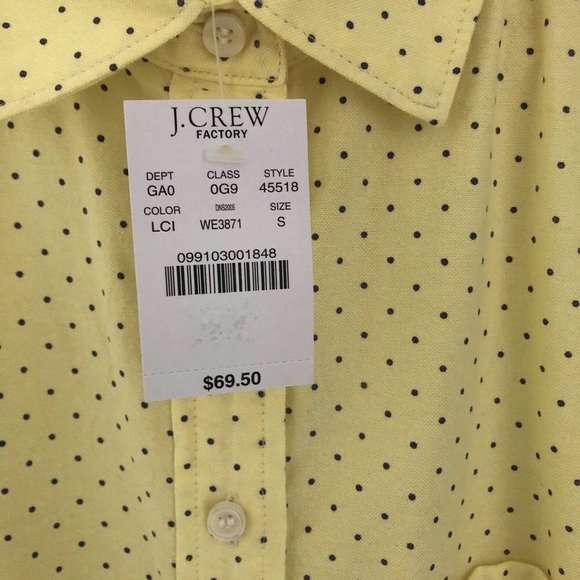 J.CREW
FACTORY
DEPT CLASS STYLE
GA0 0G9 45518
COLOR DNS2005 SIZE
LCI WE3871 S
099103001848
$69.50